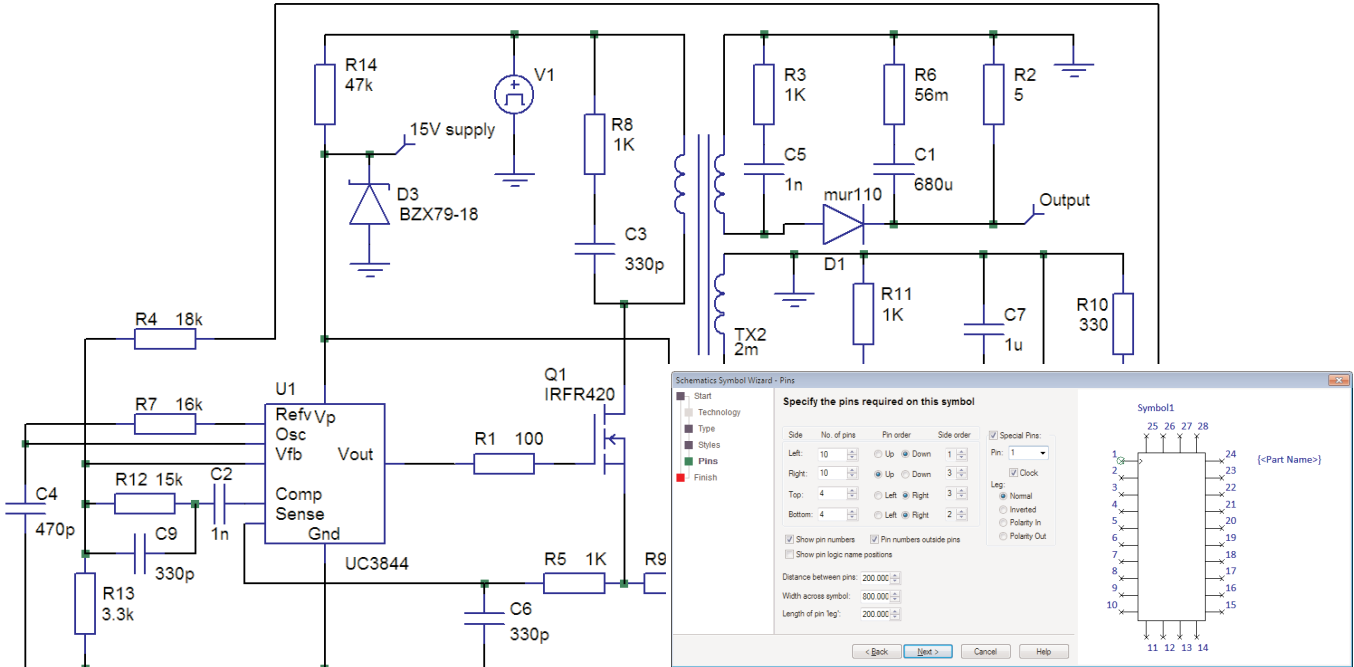 R14
47k
V1
R3
1K
R6
56m
R2
5
15V supply
R8
1K
C5
1n
C1
680u
D3
BZX79-18
mur110
Output
C3
330p
D1
R11
1K
C7
1u
R10
330
TX2
2m
R4 18k
U1
Q1
IRFR420
R7 16k
Refv Vp
Osc
Vfb
Vout
Comp
Sense
Gnd
R1 100
R12 15k
C2
1n
C4
470p
C9
330p
UC3844
R5 1K
R9
R13
3.3k
C6
330p
Schematics Symbol Wizard - Pins
Start
Technology
Type
Styles
Pins
Finish
Specify the pins required on this symbol
Side No. of pins Pin order Side order
Left: 10 Up Down 1
Right: 10 Up Down 3
Top: 4 Left Right 3
Bottom: 4 Left Right 2
Special Pins:
Pin: 1
Clock
Leg:
Normal
Inverted
Polarity In
Polarity Out
Show pin numbers Pin numbers outside pins
Show pin logic name positions
Distance between pins: 200.000
Width across symbol: 800.000
Length of pin 'leg': 200.000
< Back Next > Cancel Help
Symbol1
25 26 27 28
1 24 {<Part Name>}
2 23
3 22
4 21
5 20
6 19
7 18
8 17
9 16
10 15
11 12 13 14